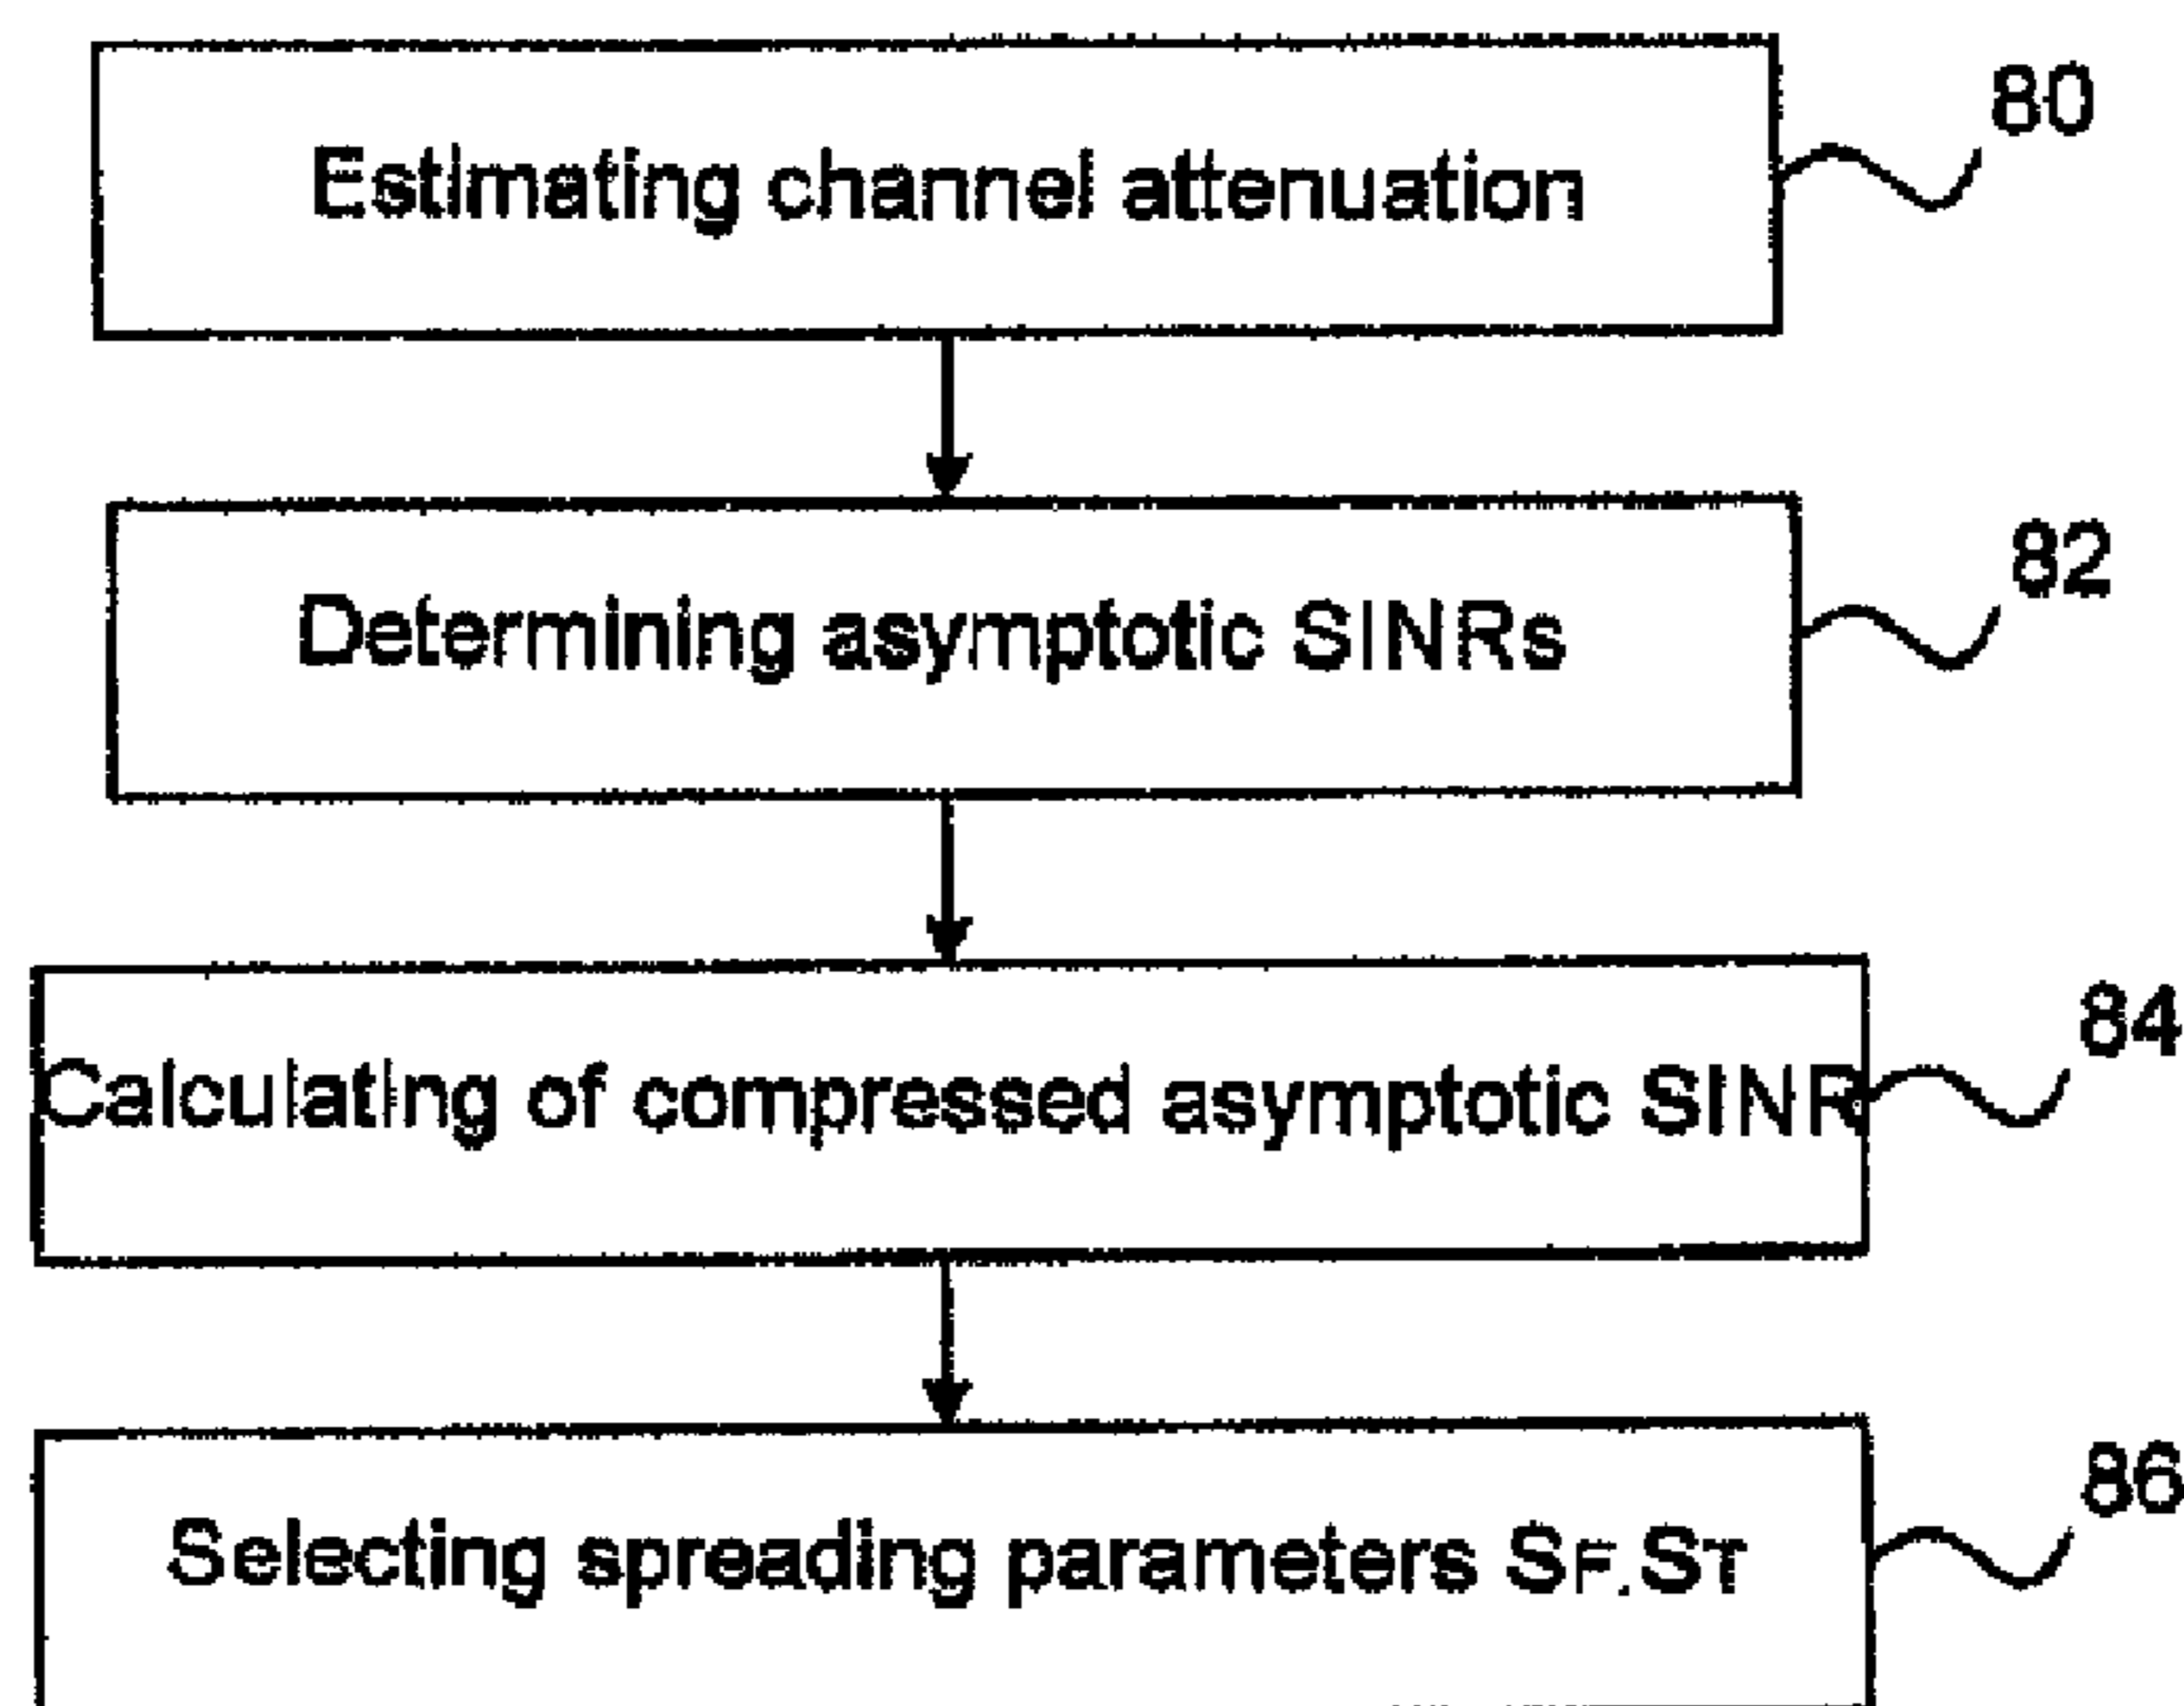 80
Estimating channel attenuation
82
Determining asymptotic SINRs
84
Calculating of compressed asymptotic SINR
86
Selecting spreading parameters SF,ST